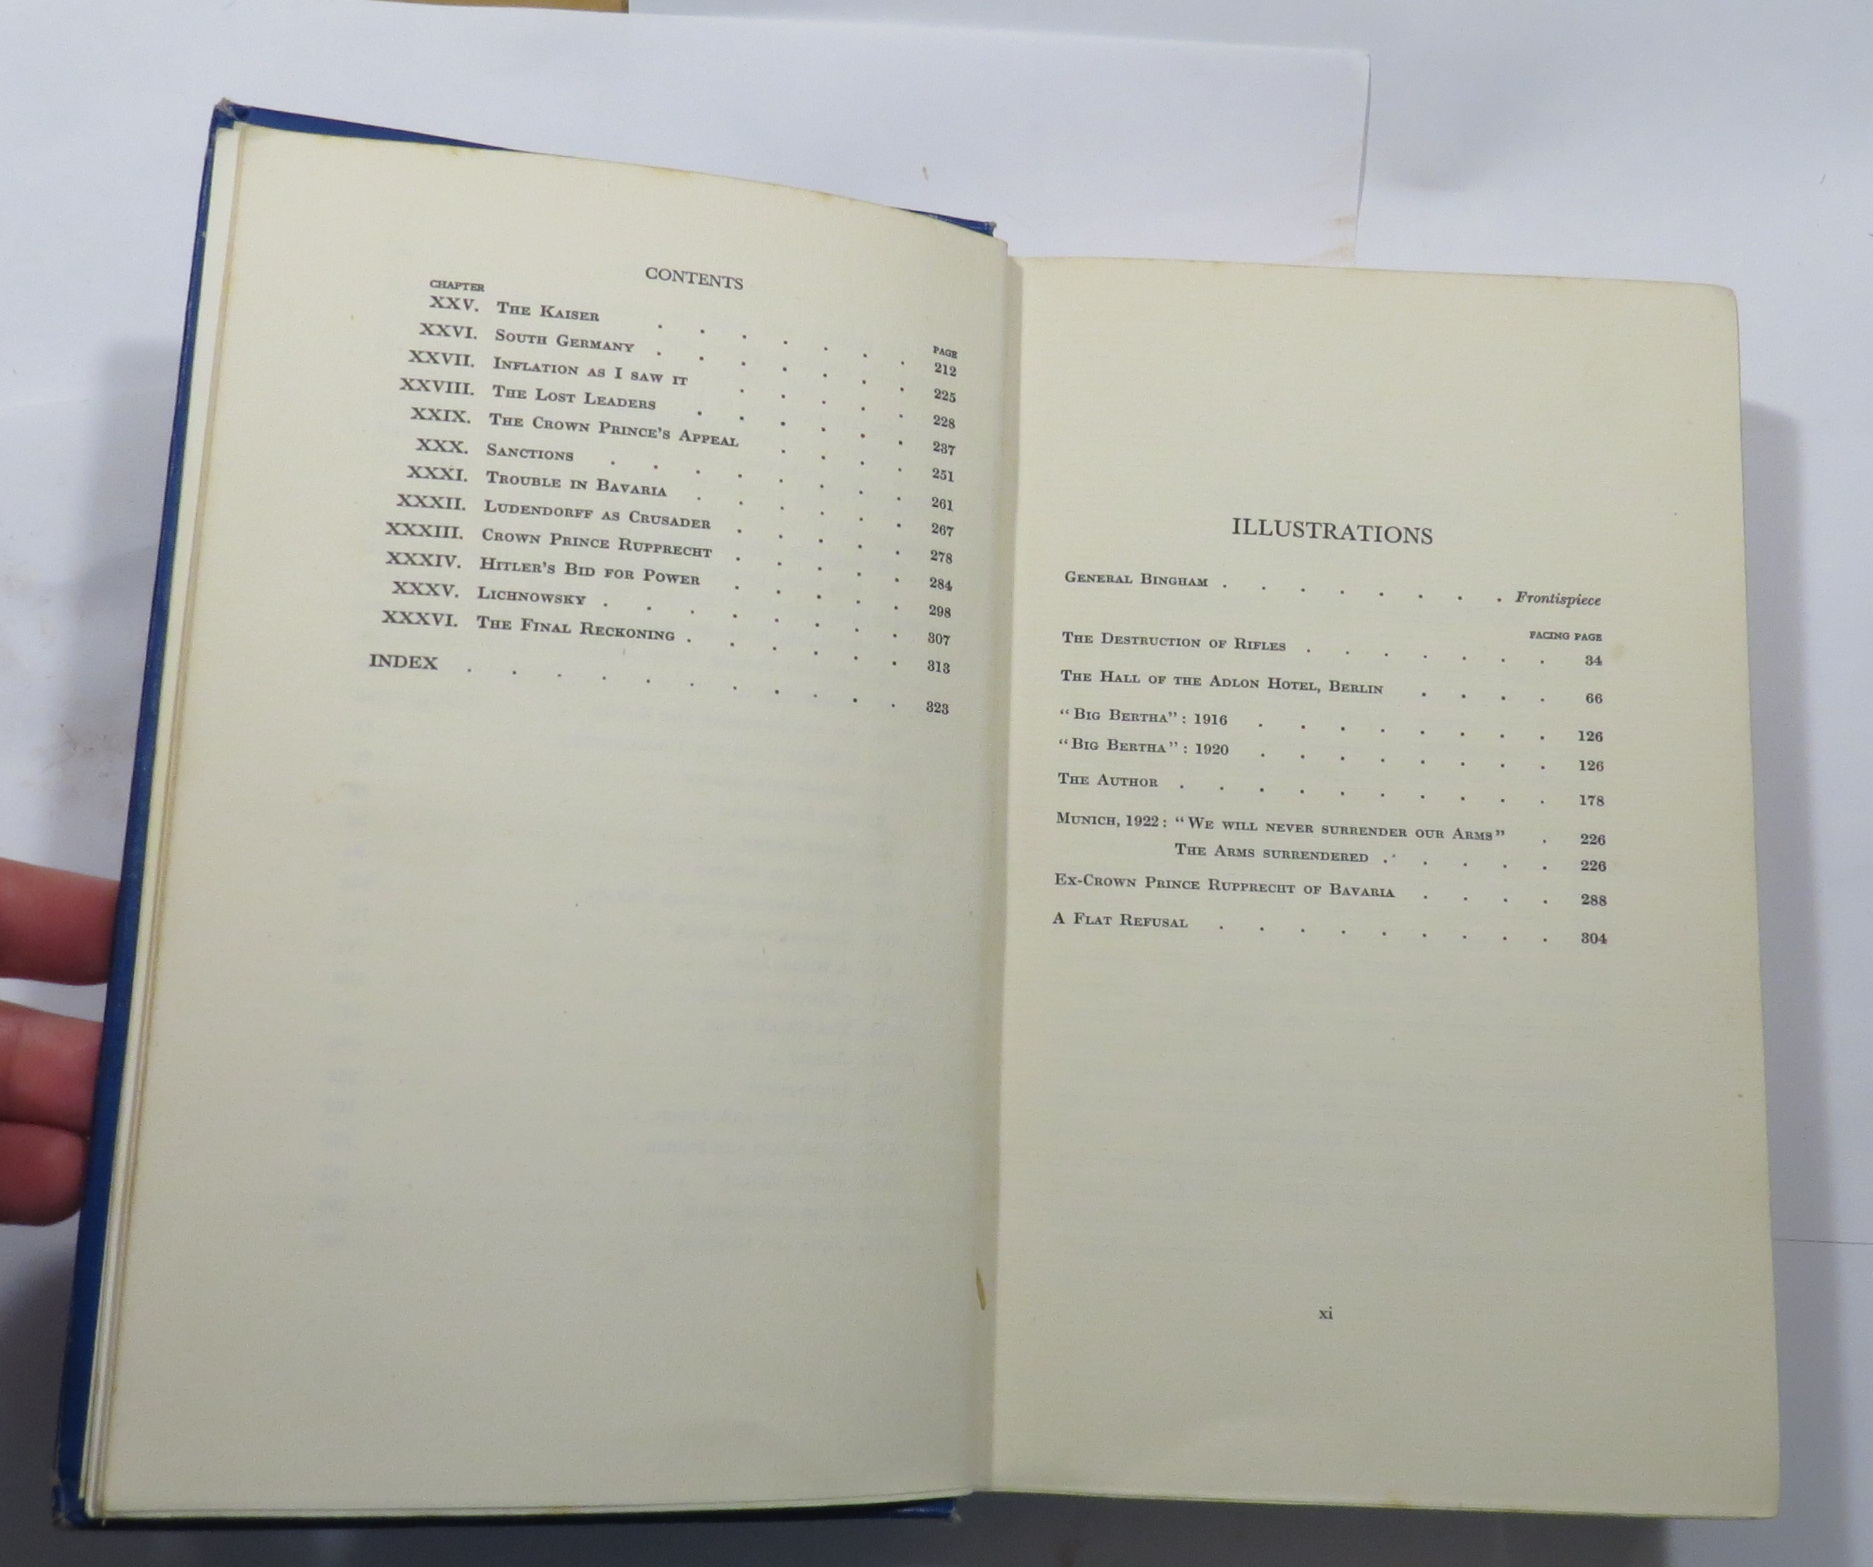 CONTENTS
CHAPTER PAGE
XXV. The Kaiser . . . . . . . 212
XXVI. South Germany . . . . . . . 225
XXVII. Inflation as I saw it . . . . . 228
XXVIII. The Lost Leaders . . . . . . 237
XXIX. The Crown Prince's Appeal . . . . 251
XXX. Sanctions . . . . . . . . 261
XXXI. Trouble in Bavaria . . . . . . 267
XXXII. Ludendorff as Crusader . . . . . 278
XXXIII. Crown Prince Rupprecht . . . . . 284
XXXIV. Hitler's Bid for Power . . . . . 298
XXXV. Lichnowsky . . . . . . . . 307
XXXVI. The Final Reckoning . . . . . . 313
INDEX . . . . . . . . . . . 323
ILLUSTRATIONS
General Bingham . . . . . . . . Frontispiece
FACING PAGE
The Destruction of Rifles . . . . . . . 34
The Hall of the Adlon Hotel, Berlin . . . . 66
"Big Bertha": 1916 . . . . . . . . 126
"Big Bertha": 1920 . . . . . . . . 126
The Author . . . . . . . . . . 178
Munich, 1922: "We will never surrender our Arms" . 226
The Arms surrendered . . . . . 226
Ex-Crown Prince Rupprecht of Bavaria . . . . 288
A Flat Refusal . . . . . . . . . 304
xi